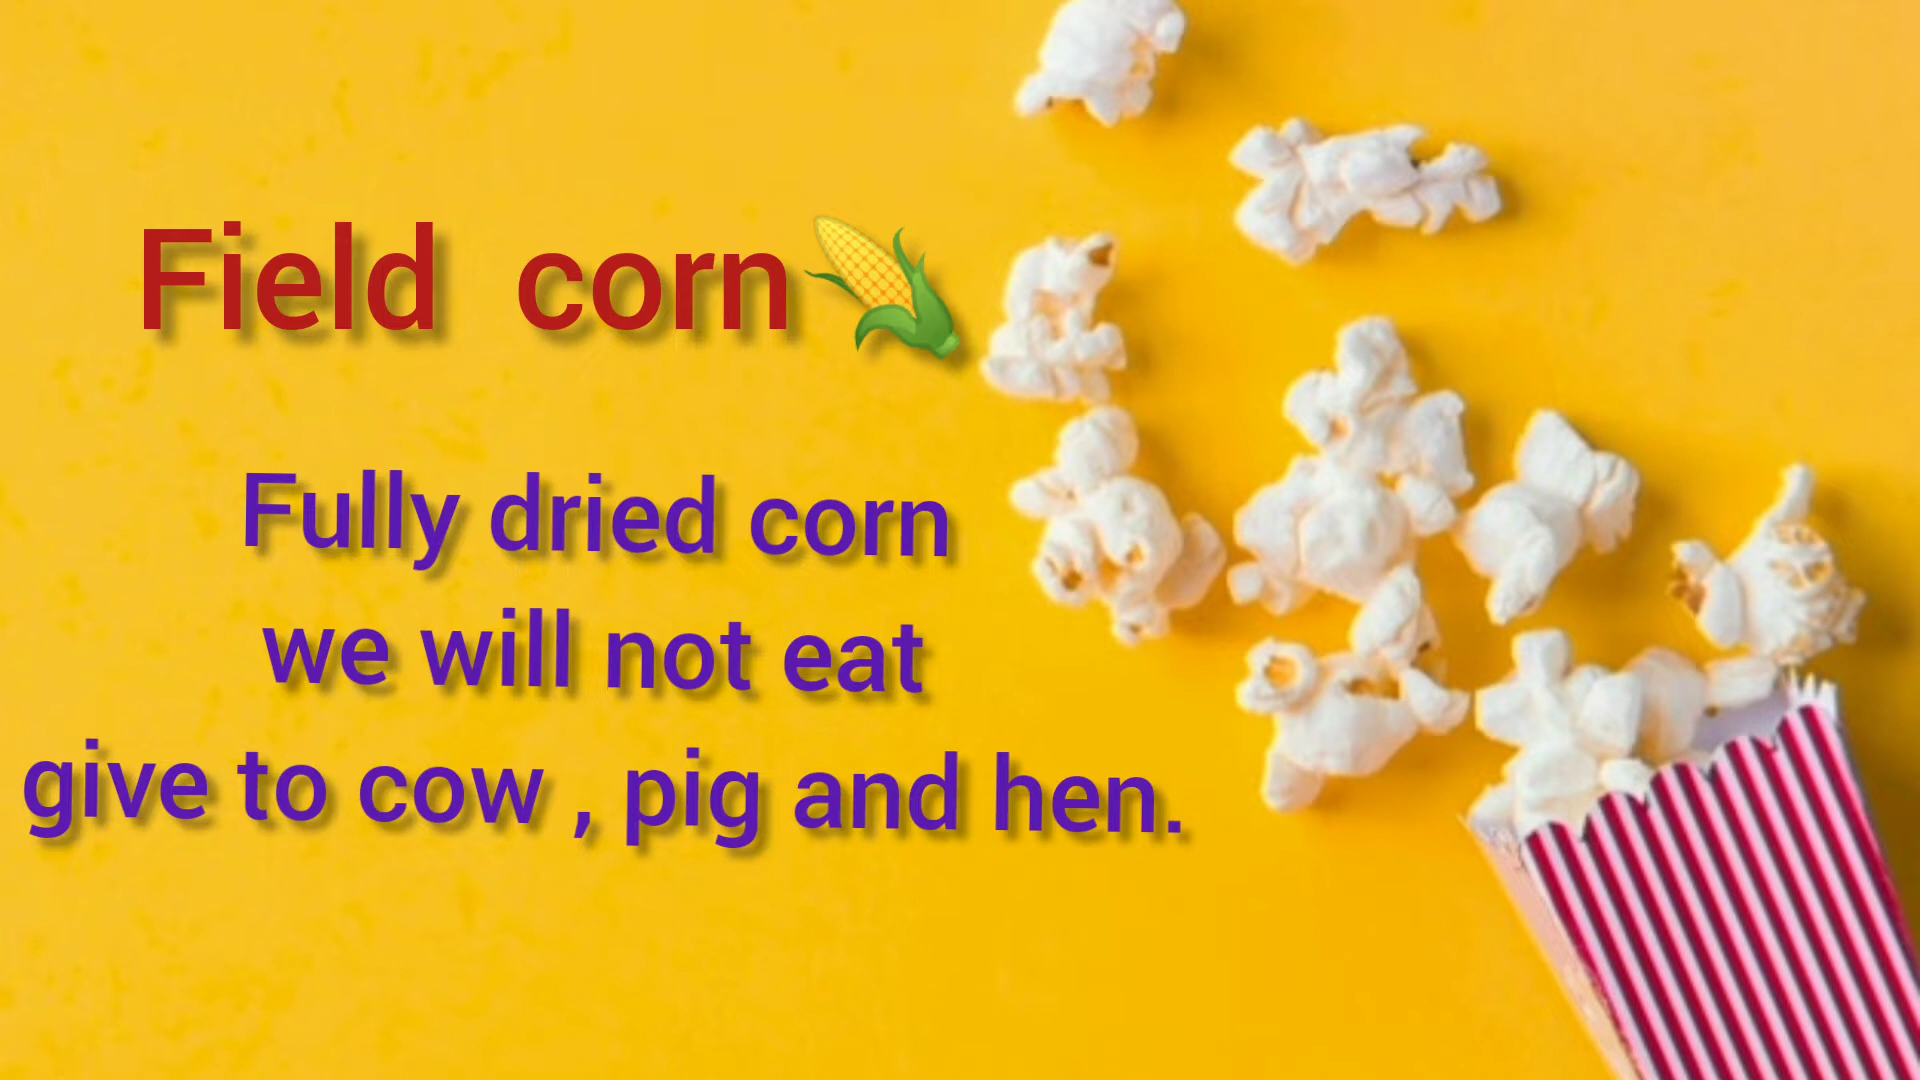 Field corn🌽
Fully dried corn
we will not eat
give to cow , pig and hen.